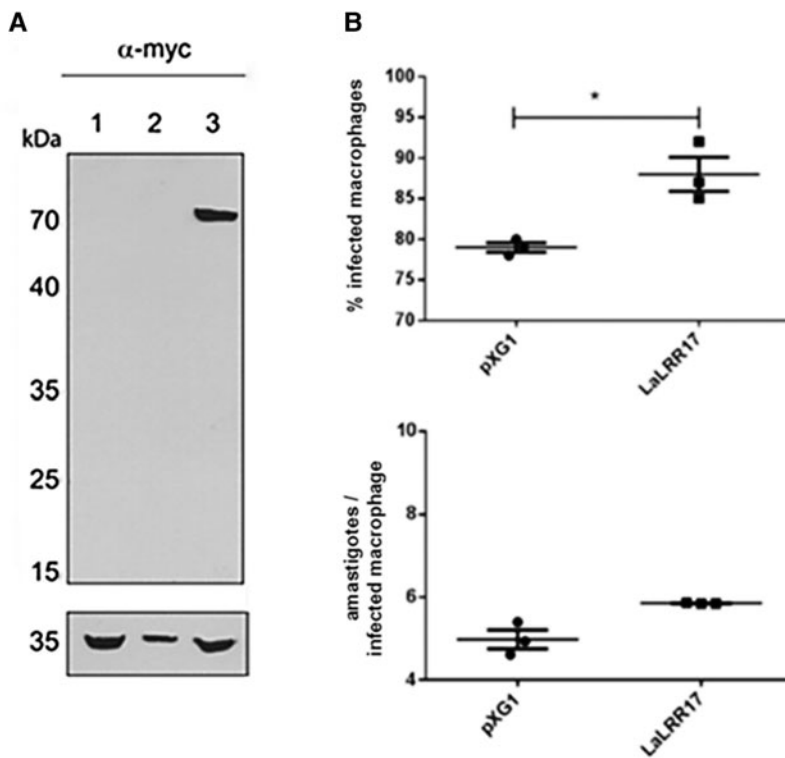 A
α-myc
kDa
1 2 3
70
40
35
25
15
35
B
% infected macrophages
100
95
90
85
80
75
70
*
pXG1
LaLRR17
amastigotes /
infected macrophage
10
8
6
4
pXG1
LaLRR17